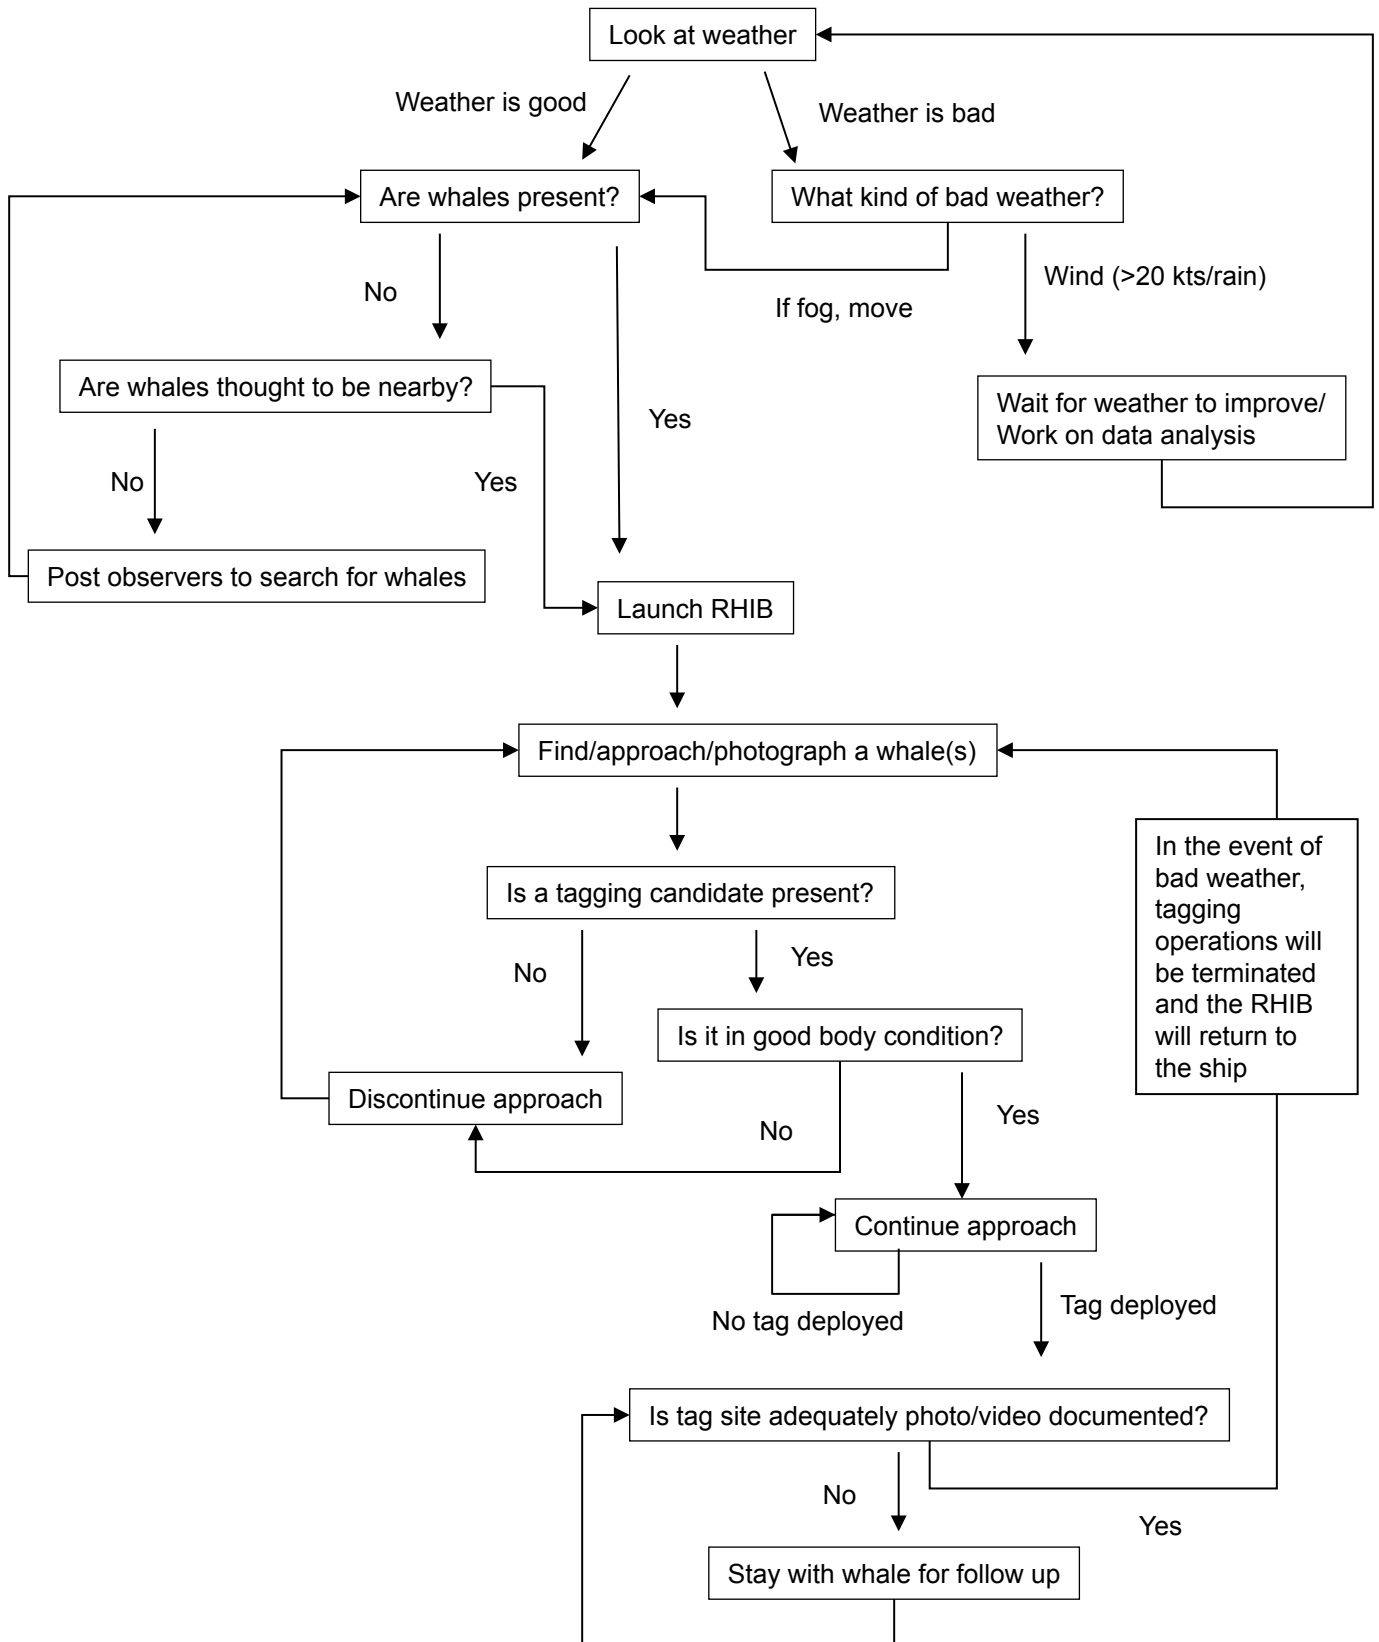 Look at weather
Weather is good
Weather is bad
Are whales present?
What kind of bad weather?
No
Wind (>20 kts/rain)
If fog, move
Are whales thought to be nearby?
Yes
Wait for weather to improve/
Work on data analysis
No
Yes
Post observers to search for whales
Launch RHIB
Find/approach/photograph a whale(s)
In the event of
bad weather,
tagging
operations will
be terminated
and the RHIB
will return to
the ship
Is a tagging candidate present?
No
Yes
Is it in good body condition?
Discontinue approach
No
Yes
Continue approach
No tag deployed
Tag deployed
Is tag site adequately photo/video documented?
No
Yes
Stay with whale for follow up